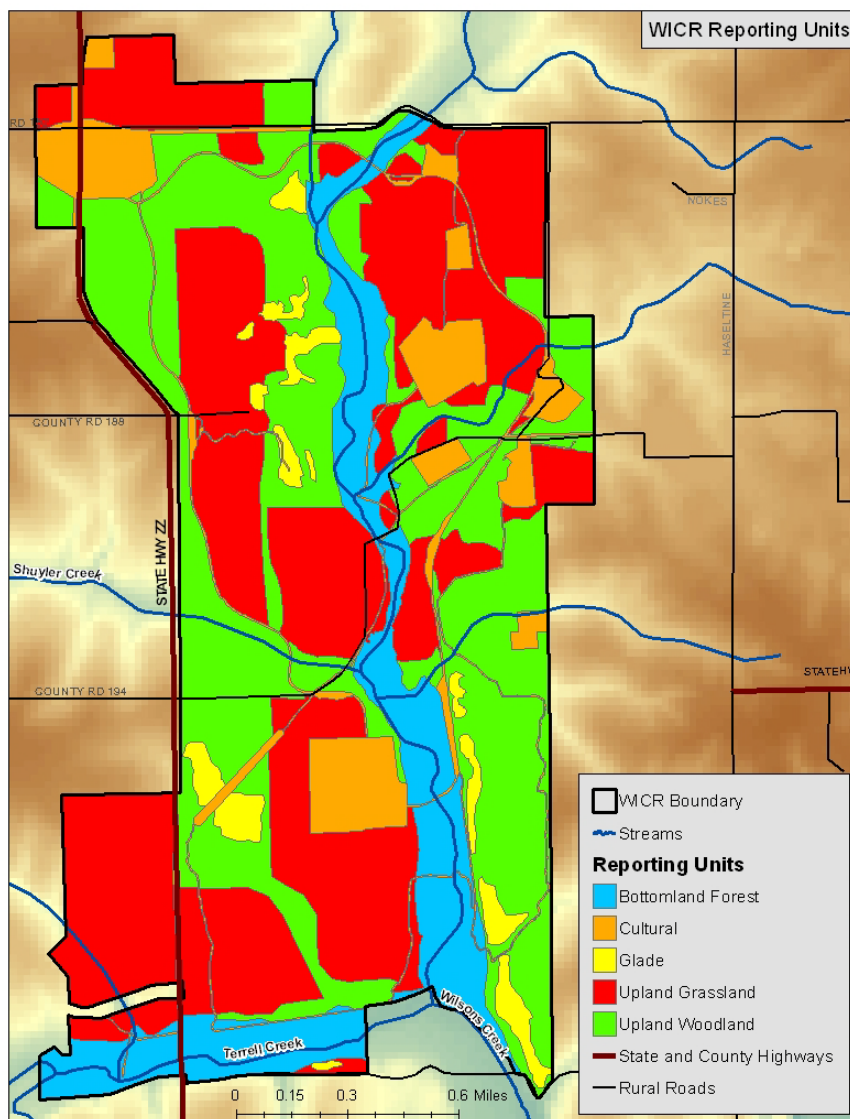 WICR Reporting Units
NOKES
HASELTINE
COUNTY RD 188
STATE HWY ZZ
Shuyler Creek
COUNTY RD 194
STATEHW
WICR Boundary
Streams
Reporting Units
Bottomland Forest
Cultural
Glade
Upland Grassland
Upland Woodland
State and County Highways
Rural Roads
Wilsons Creek
Terrell Creek
0 0.15 0.3 0.6 Miles